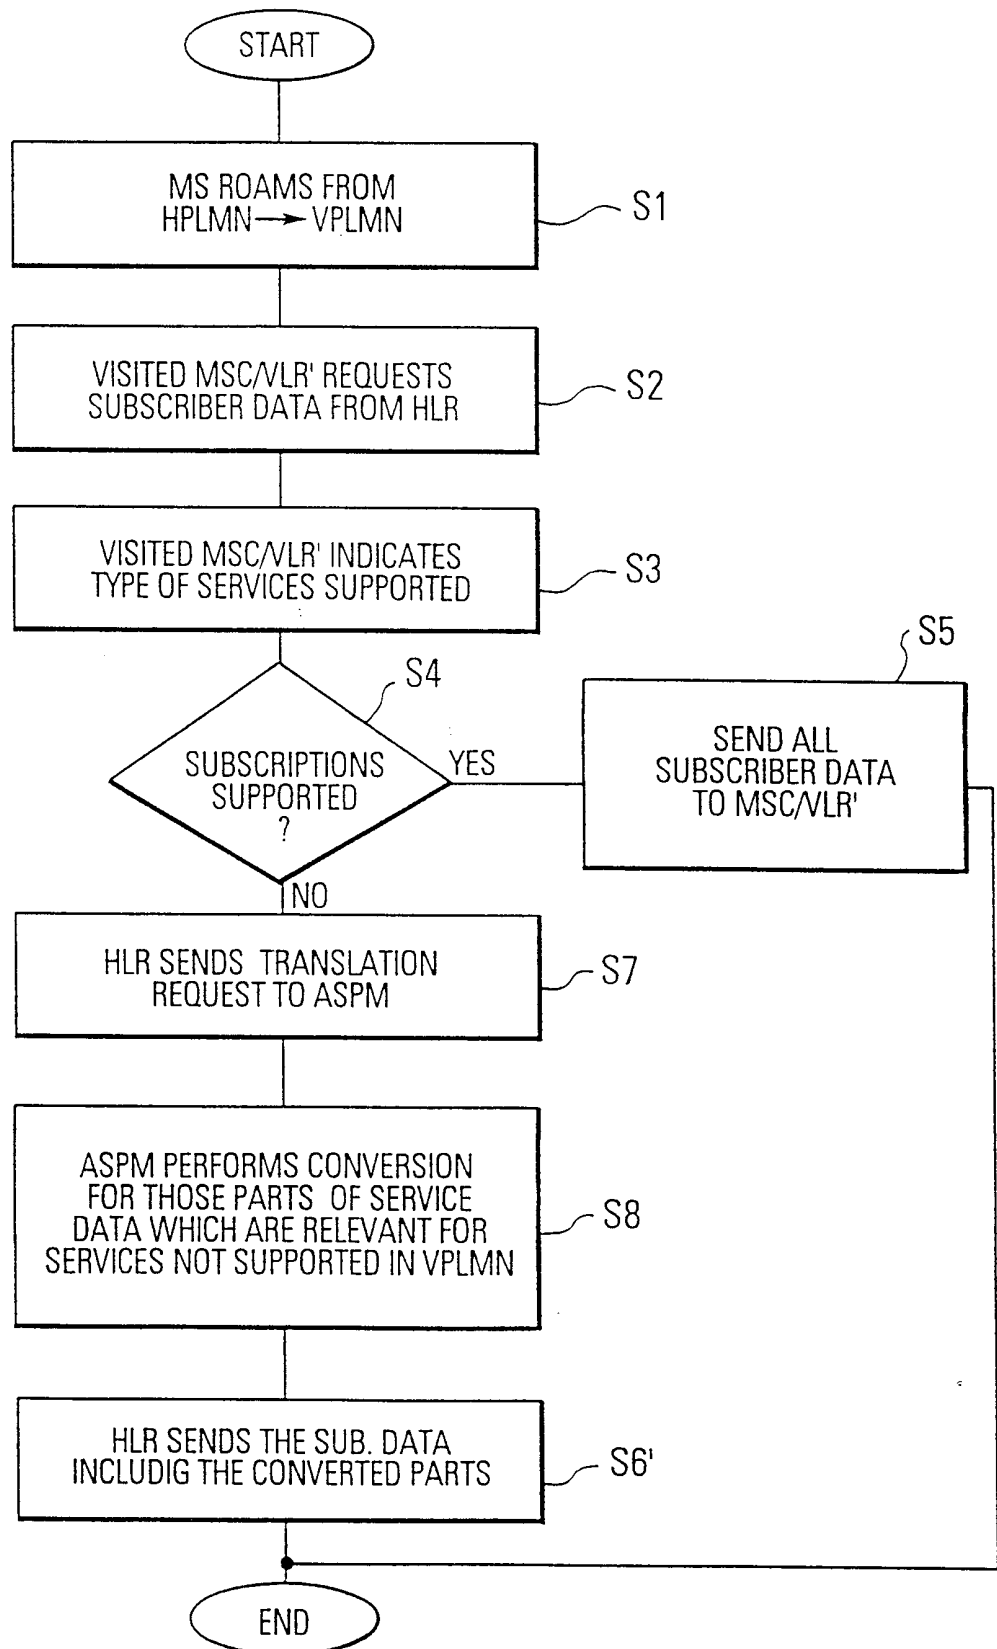 START
MS ROAMS FROM
HPLMN → VPLMN
S1
VISITED MSC/VLR' REQUESTS
SUBSCRIBER DATA FROM HLR
S2
VISITED MSC/VLR' INDICATES
TYPE OF SERVICES SUPPORTED
S3
S4
SUBSCRIPTIONS
SUPPORTED
?
YES
NO
S5
SEND ALL
SUBSCRIBER DATA
TO MSC/VLR'
HLR SENDS TRANSLATION
REQUEST TO ASPM
S7
ASPM PERFORMS CONVERSION
FOR THOSE PARTS OF SERVICE
DATA WHICH ARE RELEVANT FOR
SERVICES NOT SUPPORTED IN VPLMN
S8
HLR SENDS THE SUB. DATA
INCLUDIG THE CONVERTED PARTS
S6'
END